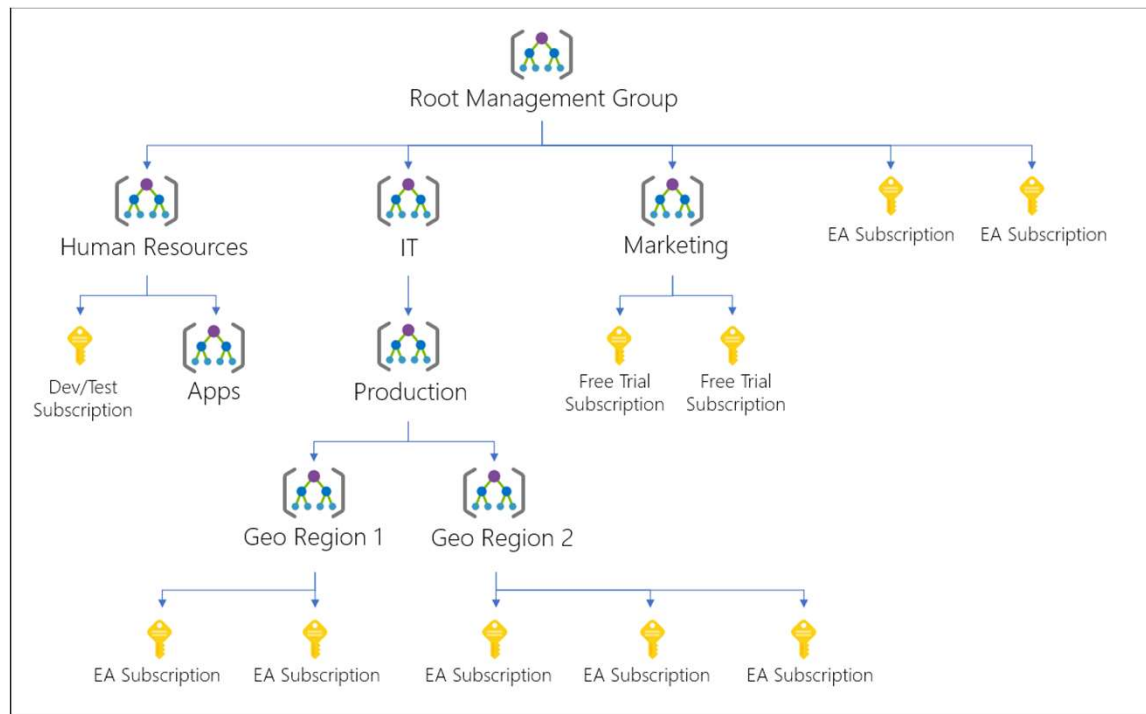 Root Management Group
Human Resources
IT
Marketing
EA Subscription
EA Subscription
Dev/Test
Subscription
Apps
Production
Free Trial
Subscription
Free Trial
Subscription
Geo Region 1
Geo Region 2
EA Subscription
EA Subscription
EA Subscription
EA Subscription
EA Subscription